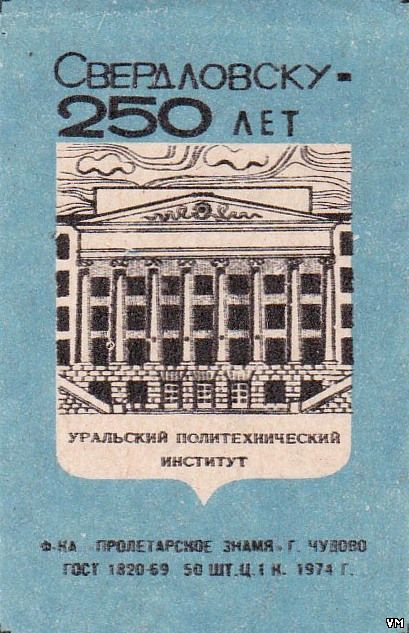 Свердловску-
250 лет
УРАЛЬСКИЙ ПОЛИТЕХНИЧЕСКИЙ
ИНСТИТУТ
Ф-КА „ПРОЛЕТАРСКОЕ ЗНАМЯ" Г. ЧУДОВО
ГОСТ 1820-69 50 ШТ.Ц.1 К. 1974 Г.
VM